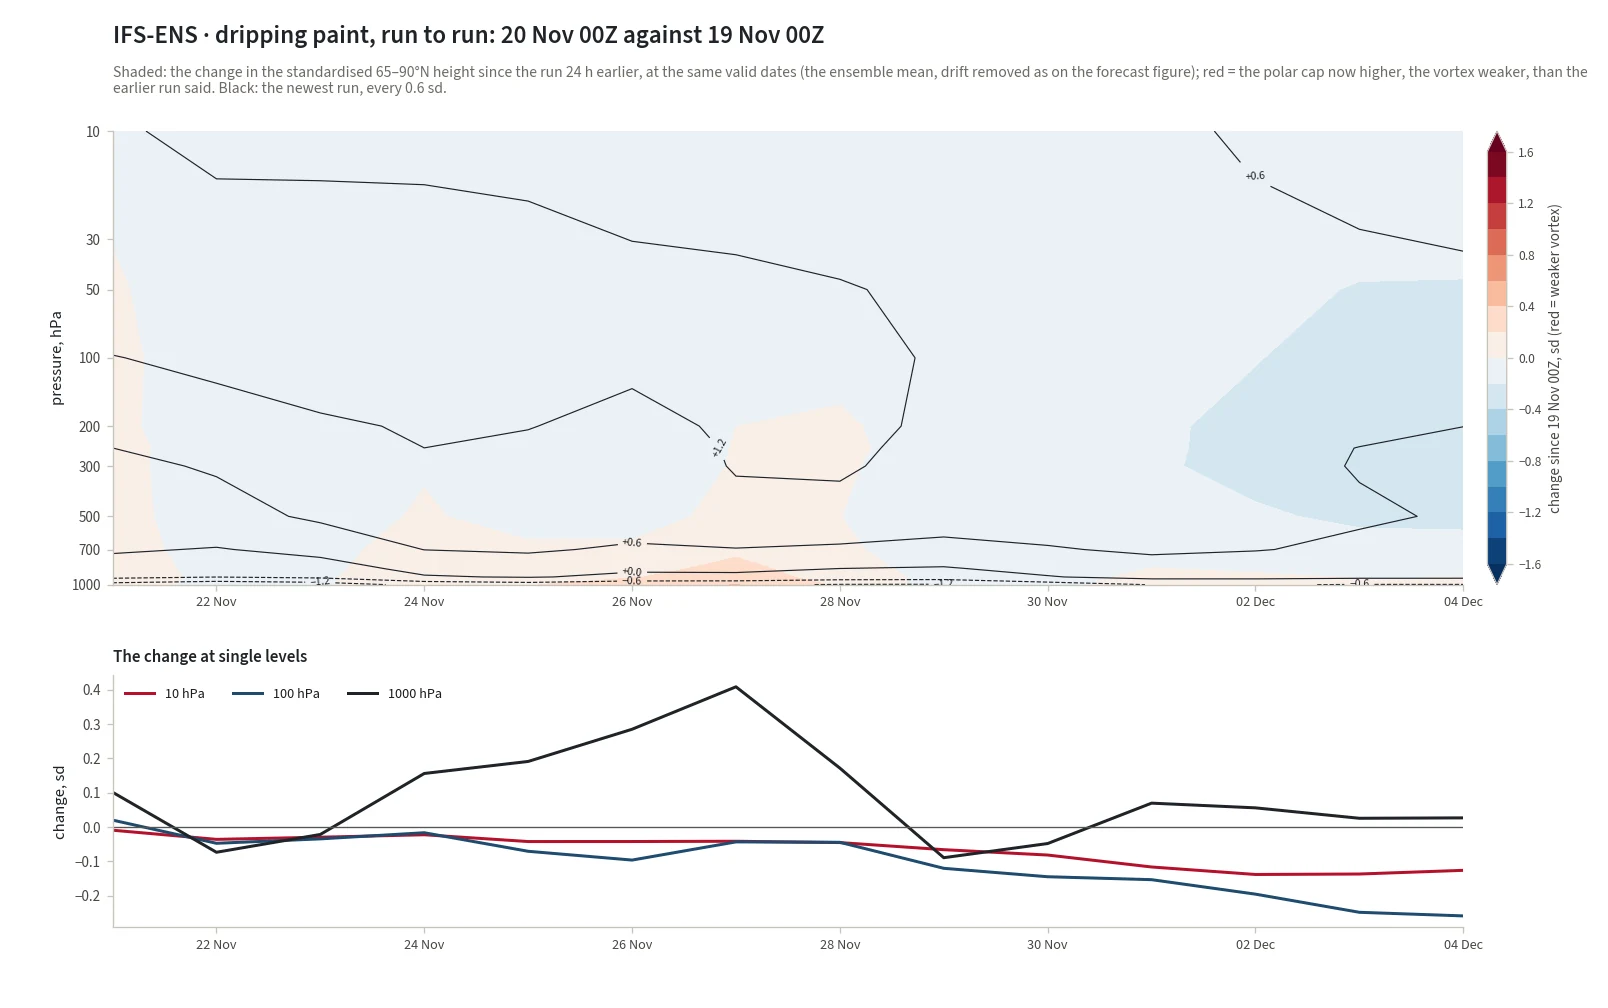 IFS-ENS · dripping paint, run to run: 20 Nov 00Z against 19 Nov 00Z
Shaded: the change in the standardised 65–90°N height since the run 24 h earlier, at the same valid dates (the ensemble mean, drift removed as on the forecast figure); red = the polar cap now higher, the vortex weaker, than the
earlier run said. Black: the newest run, every 0.6 sd.
10
30
50
100
200
300
500
700
1000
pressure, hPa
+0.6
+1.2
+0.6
+0.0
−0.6
−1.2
−1.2
−0.6
22 Nov
24 Nov
26 Nov
28 Nov
30 Nov
02 Dec
04 Dec
1.6
1.2
0.8
0.4
0.0
−0.4
−0.8
−1.2
−1.6
change since 19 Nov 00Z, sd (red = weaker vortex)
The change at single levels
10 hPa
100 hPa
1000 hPa
0.4
0.3
0.2
0.1
0.0
−0.1
−0.2
change, sd
22 Nov
24 Nov
26 Nov
28 Nov
30 Nov
02 Dec
04 Dec